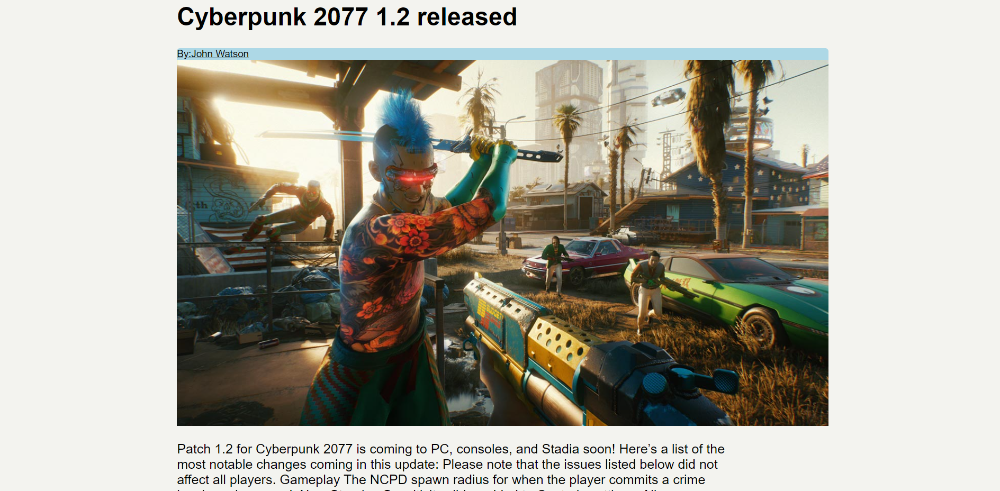 Cyberpunk 2077 1.2 released
By:John Watson
Patch 1.2 for Cyberpunk 2077 is coming to PC, consoles, and Stadia soon! Here’s a list of the
most notable changes coming in this update: Please note that the issues listed below did not
affect all players. Gameplay The NCPD spawn radius for when the player commits a crime